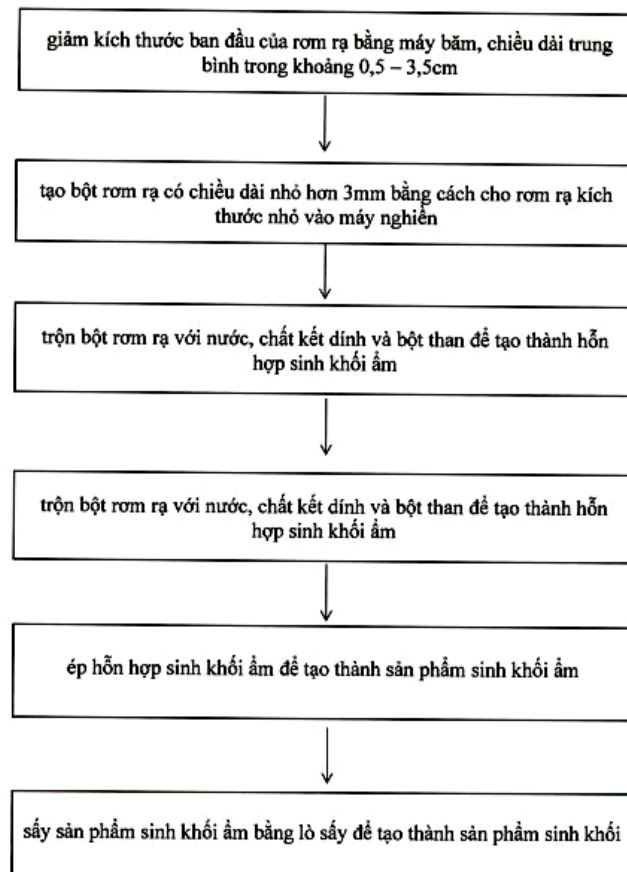 giảm kích thước ban đầu của rơm rạ bằng máy băm, chiều dài trung
bình trong khoảng 0,5 – 3,5cm
tạo bột rơm rạ có chiều dài nhỏ hơn 3mm bằng cách cho rơm rạ kích
thước nhỏ vào máy nghiền
trộn bột rơm rạ với nước, chất kết dính và bột than để tạo thành hỗn
hợp sinh khối ẩm
trộn bột rơm rạ với nước, chất kết dính và bột than để tạo thành hỗn
hợp sinh khối ẩm
ép hỗn hợp sinh khối ẩm để tạo thành sản phẩm sinh khối ẩm
sấy sản phẩm sinh khối ẩm bằng lò sấy để tạo thành sản phẩm sinh khối